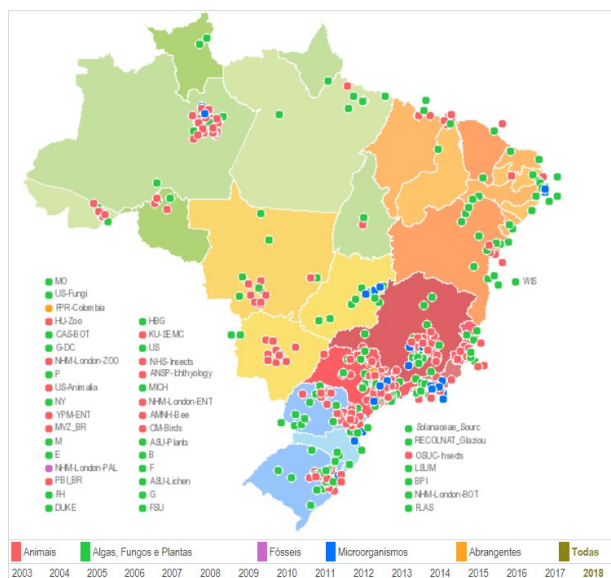 WIS
MO
US-Fungi
FPR-Colombia
HU-Zoo
CAS-BOT
G-DC
NHM-London-ZOO
P
US-Animalia
NY
YPM-ENT
MVZ_BR
M
E
NHM-London-PAL
PBI_BR
FH
DUKE
HBG
KU-SEMC
US
NHS-Insects
ANSP-Ichthyology
MICH
NHM-London-ENT
AMNH-Bee
CM-Birds
ASU-Plants
B
F
ASU-Lichen
G
FSU
Solanaceae_Sourc
RECOLNAT_Glaziou
OSUC-Insects
LSUM
BPI
NHM-London-BOT
FLAS
Animais Algas, Fungos e Plantas Fósseis Microorganismos Abrangentes Todas
2003 2004 2005 2006 2007 2008 2009 2010 2011 2012 2013 2014 2015 2016 2017 2018